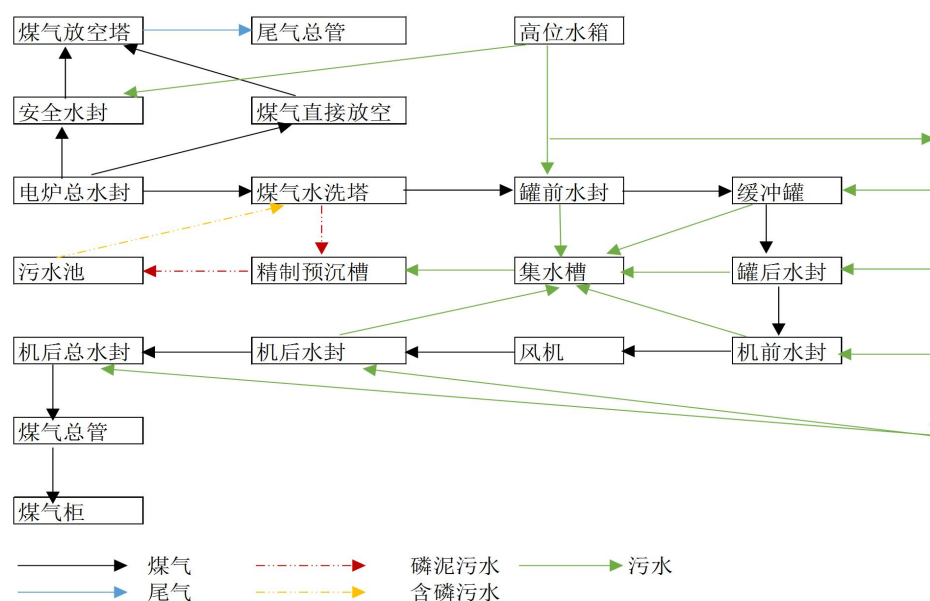 煤气放空塔 尾气总管 高位水箱
安全水封 煤气直接放空
电炉总水封 煤气水洗塔 罐前水封 缓冲罐
污水池 精制预沉槽 集水槽 罐后水封
机后总水封 机后水封 风机 机前水封
煤气总管
煤气柜
煤气 磷泥污水 污水
尾气 含磷污水